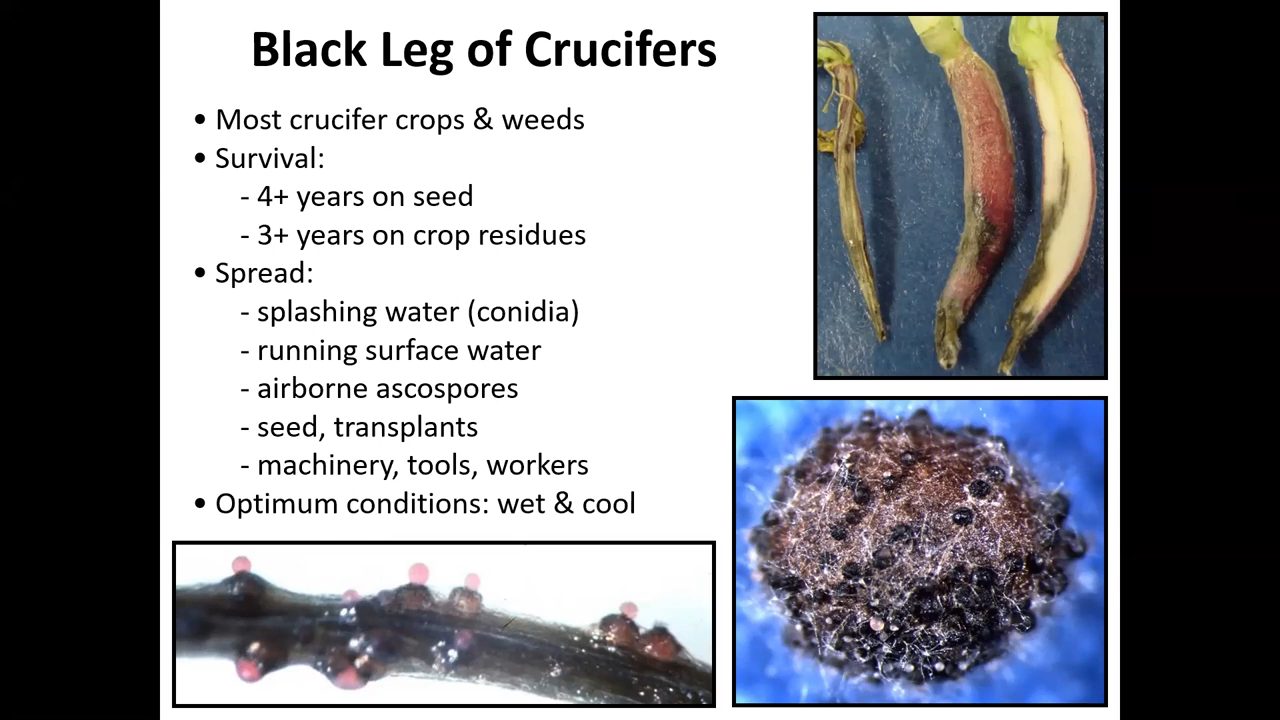 Black Leg of Crucifers
• Most crucifer crops & weeds
• Survival:
- 4+ years on seed
- 3+ years on crop residues
• Spread:
- splashing water (conidia)
- running surface water
- airborne ascospores
- seed, transplants
- machinery, tools, workers
• Optimum conditions: wet & cool